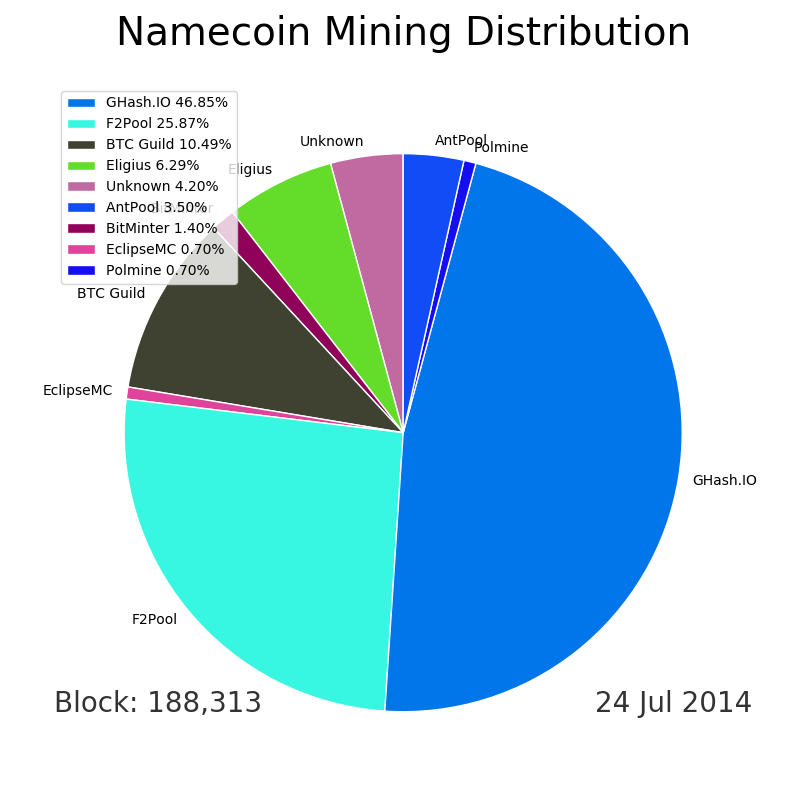 Namecoin Mining Distribution
GHash.IO 46.85%
F2Pool 25.87%
BTC Guild 10.49%
Eligius 6.29%
Unknown 4.20%
AntPool 3.50%
BitMinter 1.40%
EclipseMC 0.70%
Polmine 0.70%
Unknown
AntPool
Polmine
Eligius
BTC Guild
EclipseMC
GHash.IO
F2Pool
Block: 188,313
24 Jul 2014